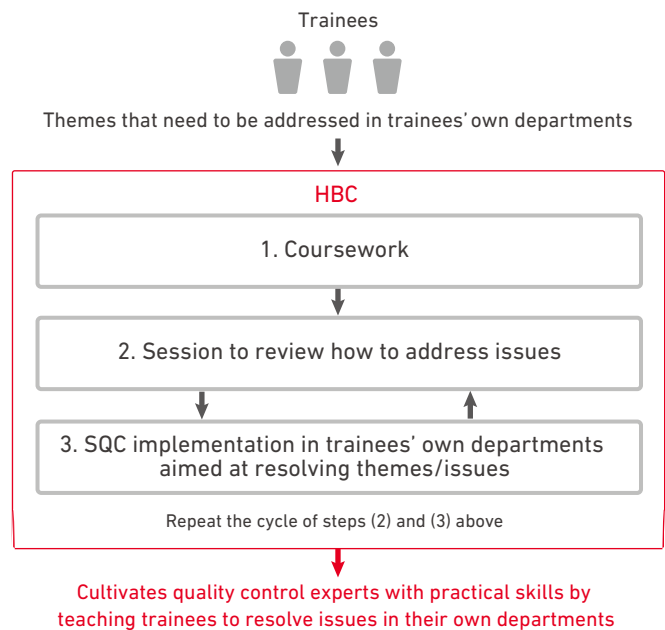 Trainees
Themes that need to be addressed in trainees’ own departments
HBC
1. Coursework
2. Session to review how to address issues
3. SQC implementation in trainees’ own departments
aimed at resolving themes/issues
Repeat the cycle of steps (2) and (3) above
Cultivates quality control experts with practical skills by
teaching trainees to resolve issues in their own departments